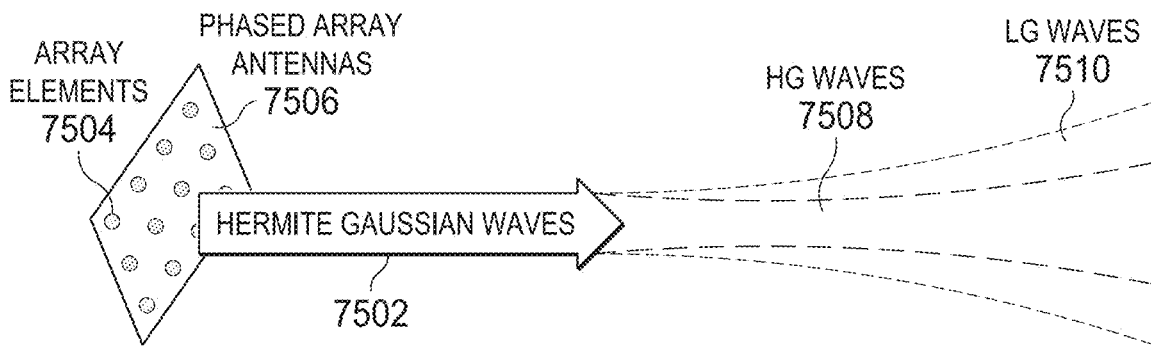 PHASED ARRAY
ANTENNAS
7506
ARRAY
ELEMENTS
7504
HERMITE GAUSSIAN WAVES
7502
HG WAVES
7508
LG WAVES
7510